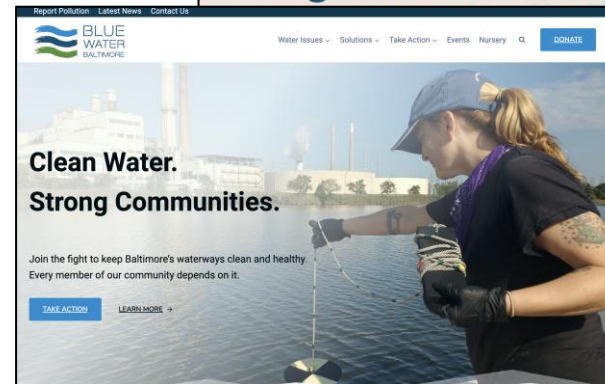 Report Pollution Latest News Contact Us
BLUE
WATER
BALTIMORE
Water Issues Solutions Take Action Events Nursery DONATE
Clean Water.
Strong Communities.
Join the fight to keep Baltimore's waterways clean and healthy.
Every member of our community depends on it.
TAKE ACTION LEARN MORE →